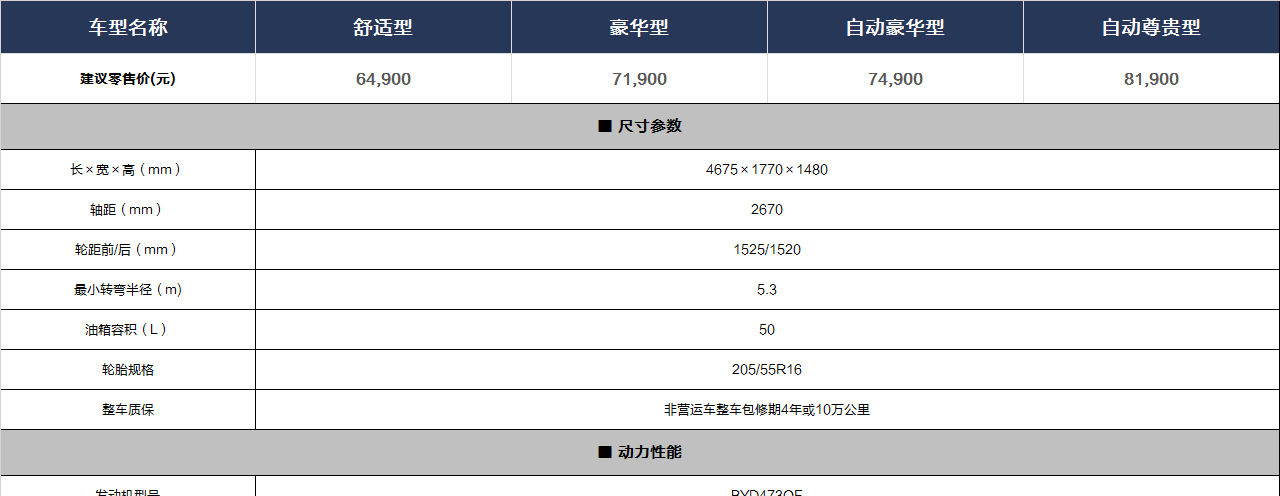 车型名称 舒适型 豪华型 自动豪华型 自动尊贵型
建议零售价(元) 64,900 71,900 74,900 81,900
■ 尺寸参数
长×宽×高（mm） 4675×1770×1480
轴距（mm） 2670
轮距前/后（mm） 1525/1520
最小转弯半径（m) 5.3
油箱容积（L） 50
轮胎规格 205/55R16
整车质保 非营运车整车包修期4年或10万公里
■ 动力性能
发动机型号